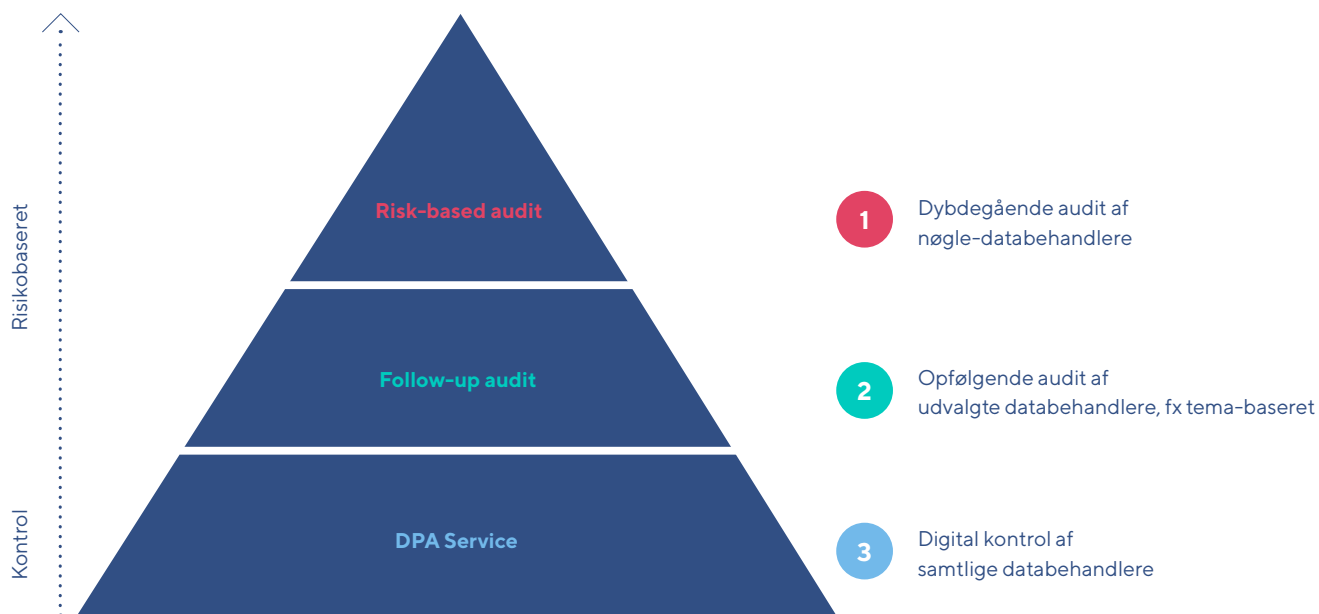 Risikobaseret
Kontrol
Risk-based audit
1
Dybdegående audit af
nøgle-databehandlere
Follow-up audit
2
Opfølgende audit af
udvalgte databehandlere, fx tema-baseret
DPA Service
3
Digital kontrol af
samtlige databehandlere